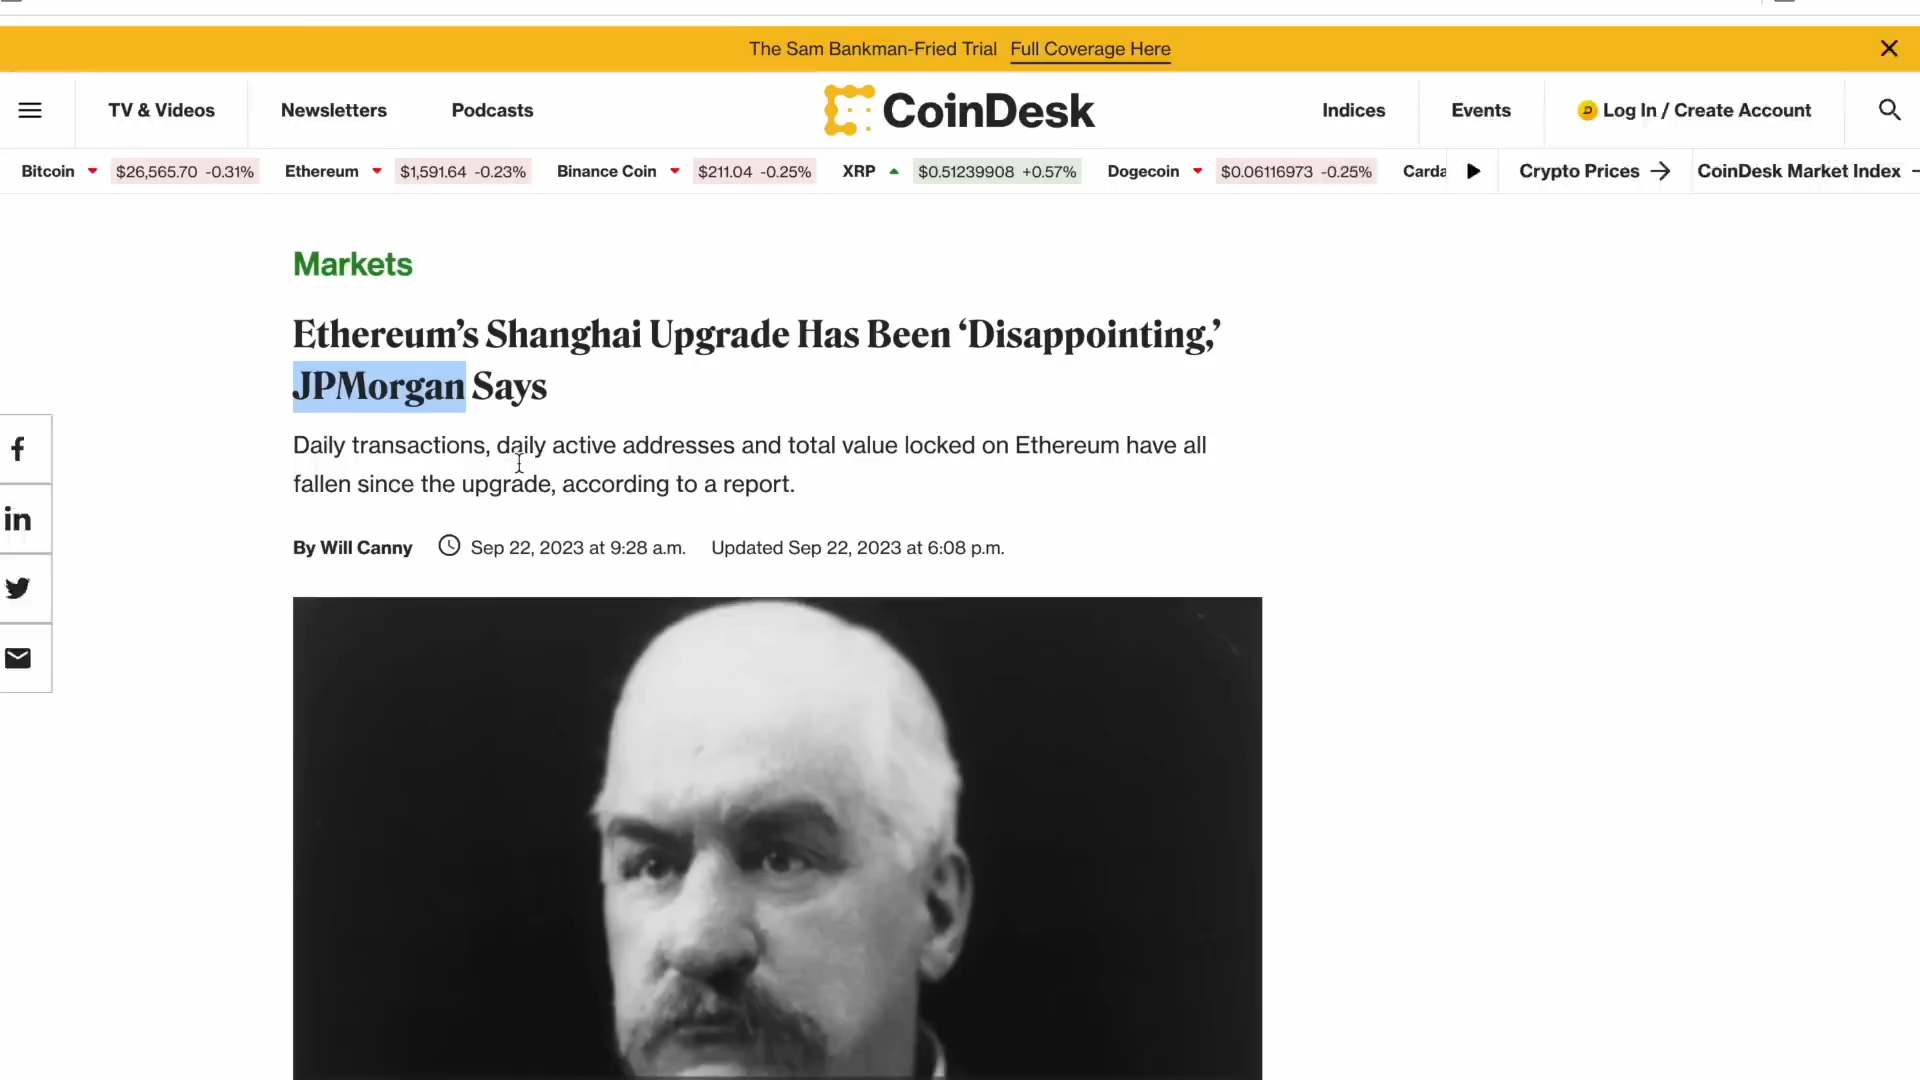 The Sam Bankman-Fried Trial Full Coverage Here
TV & Videos Newsletters Podcasts CoinDesk Indices Events Log In / Create Account
Bitcoin $26,565.70 -0.31% Ethereum $1,591.64 -0.23% Binance Coin $211.04 -0.25% XRP $0.51239908 +0.57% Dogecoin $0.06116973 -0.25% Carda Crypto Prices CoinDesk Market Index
Markets
Ethereum’s Shanghai Upgrade Has Been ‘Disappointing,’
JPMorgan Says
Daily transactions, daily active addresses and total value locked on Ethereum have all
fallen since the upgrade, according to a report.
By Will Canny Sep 22, 2023 at 9:28 a.m. Updated Sep 22, 2023 at 6:08 p.m.